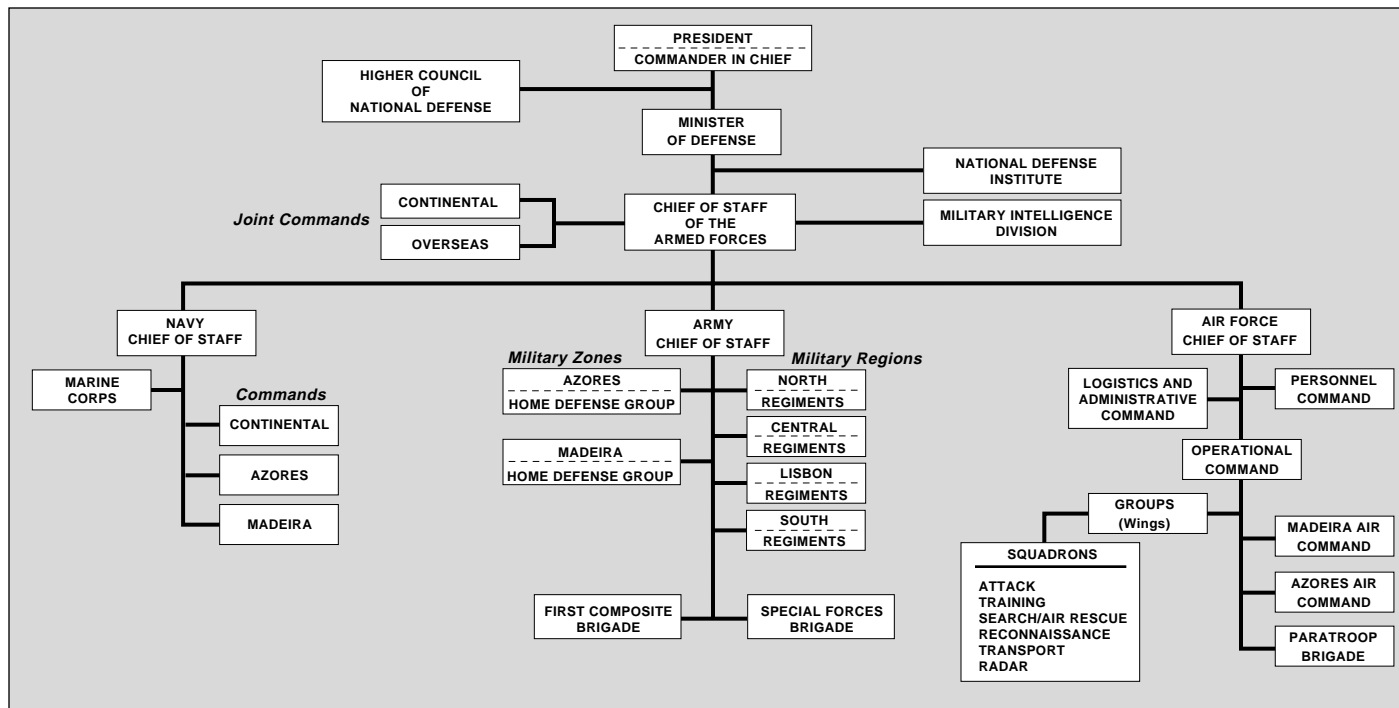 PRESIDENT
COMMANDER IN CHIEF
HIGHER COUNCIL
OF
NATIONAL DEFENSE
MINISTER
OF DEFENSE
NATIONAL DEFENSE
INSTITUTE
Joint Commands
CONTINENTAL
OVERSEAS
CHIEF OF STAFF
OF THE
ARMED FORCES
MILITARY INTELLIGENCE
DIVISION
NAVY
CHIEF OF STAFF
MARINE
CORPS
Commands
CONTINENTAL
AZORES
MADEIRA
ARMY
CHIEF OF STAFF
Military Zones
AZORES
HOME DEFENSE GROUP
MADEIRA
HOME DEFENSE GROUP
Military Regions
NORTH
REGIMENTS
CENTRAL
REGIMENTS
LISBON
REGIMENTS
SOUTH
REGIMENTS
FIRST COMPOSITE
BRIGADE
SPECIAL FORCES
BRIGADE
AIR FORCE
CHIEF OF STAFF
LOGISTICS AND
ADMINISTRATIVE
COMMAND
PERSONNEL
COMMAND
OPERATIONAL
COMMAND
GROUPS
(Wings)
SQUADRONS
ATTACK
TRAINING
SEARCH/AIR RESCUE
RECONNAISSANCE
TRANSPORT
RADAR
MADEIRA AIR
COMMAND
AZORES AIR
COMMAND
PARATROOP
BRIGADE